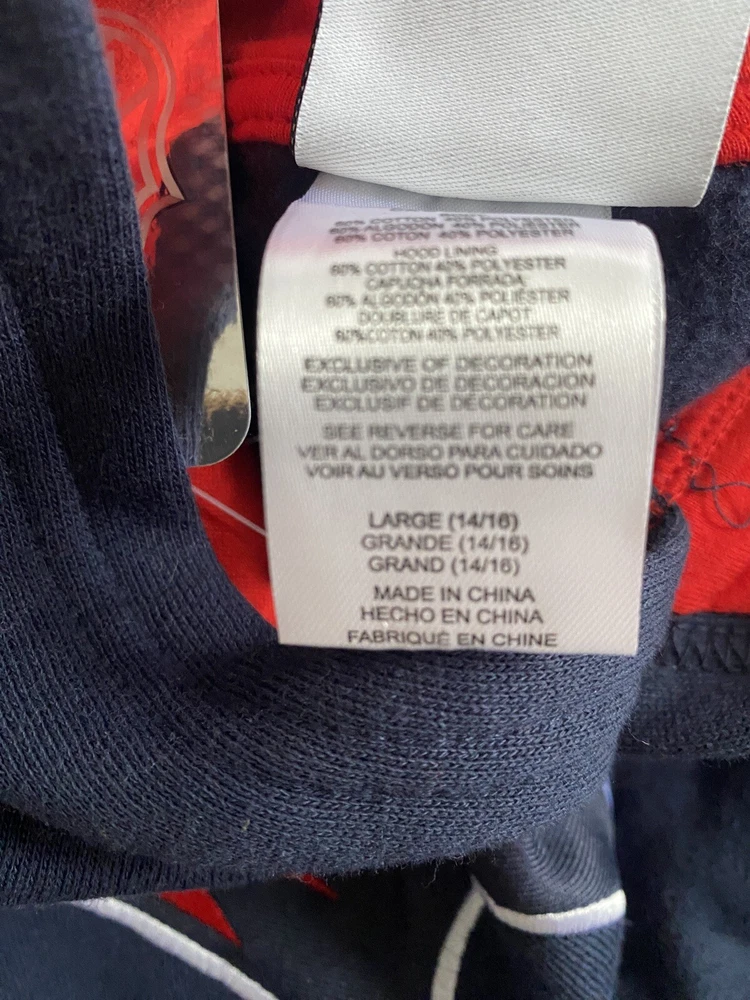 60% COTTON 40% POLYESTER
60% ALGODÓN 40% POLIÉSTER
60% COTON 40% POLYESTER
HOOD LINING
60% COTTON 40% POLYESTER
CAPUCHA FORRADA
60% ALGODÓN 40% POLIÉSTER
DOUBLURE DE CAPOT
60%COTON 40% POLYESTER
EXCLUSIVE OF DECORATION
EXCLUSIVO DE DECORACION
EXCLUSIF DE DÉCORATION
SEE REVERSE FOR CARE
VER AL DORSO PARA CUIDADO
VOIR AU VERSO POUR SOINS
LARGE (14/16)
GRANDE (14/16)
GRAND (14/16)
MADE IN CHINA
HECHO EN CHINA
FABRIQUÉ EN CHINE